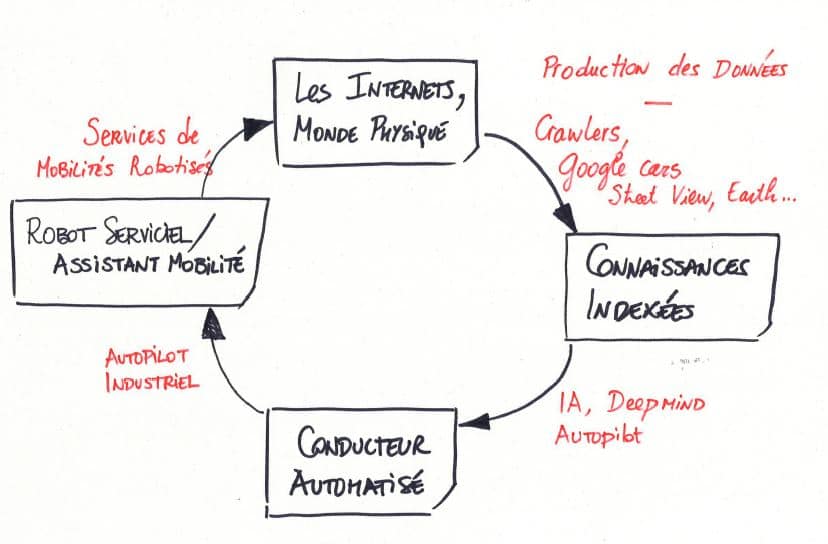 Les Internets,
Monde Physique
Production des Données
Crawlers,
Google cars
Street View, Earth...
Connaissances
Indexées
IA, Deepmind
Autopilot
Conducteur
Automatisé
Autopilot
Industriel
Robot Serviciel/
Assistant Mobilité
Services de
Mobilités Robotisés